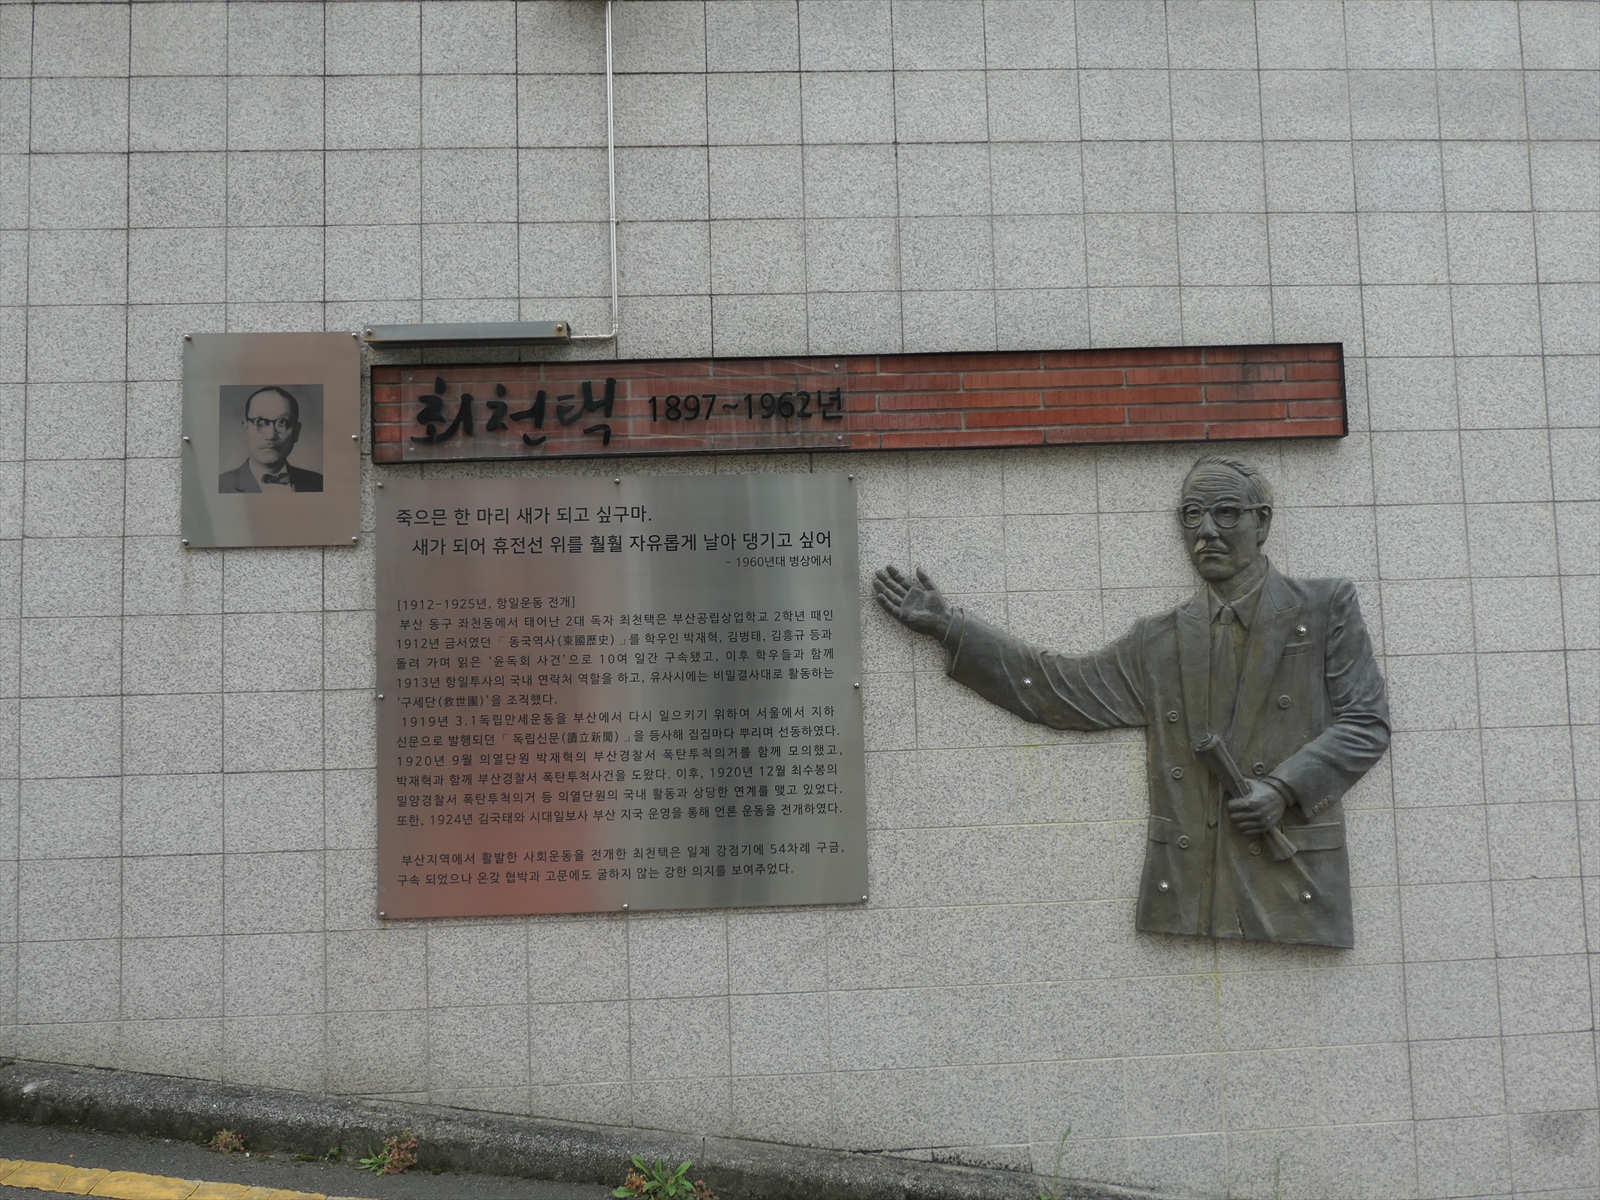 최천택 1897~1962년
죽으믄 한 마리 새가 되고 싶구마.
새가 되어 휴전선 위를 훨훨 자유롭게 날아 댕기고 싶어
- 1960년대 병상에서
[1912-1925년, 항일운동 전개]
부산 동구 좌천동에서 태어난 2대 독자 최천택은 부산공립상업학교 2학년 때인
1912년 금서였던 「 동국역사(東國歷史) 」를 학우인 박재혁, 김병태, 김흥규 등과
돌려 가며 읽은 '윤독회 사건'으로 10여 일간 구속됐고, 이후 학우들과 함께
1913년 항일투사의 국내 연락처 역할을 하고, 유사시에는 비밀결사대로 활동하는
'구세단(救世團)'을 조직했다.
1919년 3.1독립만세운동을 부산에서 다시 일으키기 위하여 서울에서 지하
신문으로 발행되던 「 독립신문(讀立新聞) 」을 등사해 집집마다 뿌리며 선동하였다.
1920년 9월 의열단원 박재혁의 부산경찰서 폭탄투척의거를 함께 모의했고,
박재혁과 함께 부산경찰서 폭탄투척사건을 도왔다. 이후, 1920년 12월 최수봉의
밀양경찰서 폭탄투척의거 등 의열단원의 국내 활동과 상당한 연계를 맺고 있었다.
또한, 1924년 김국태와 시대일보사 부산 지국 운영을 통해 언론 운동을 전개하였다.
부산지역에서 활발한 사회운동을 전개한 최천택은 일제 강점기에 54차례 구금,
구속 되었으나 온갖 협박과 고문에도 굴하지 않는 강한 의지를 보여주었다.